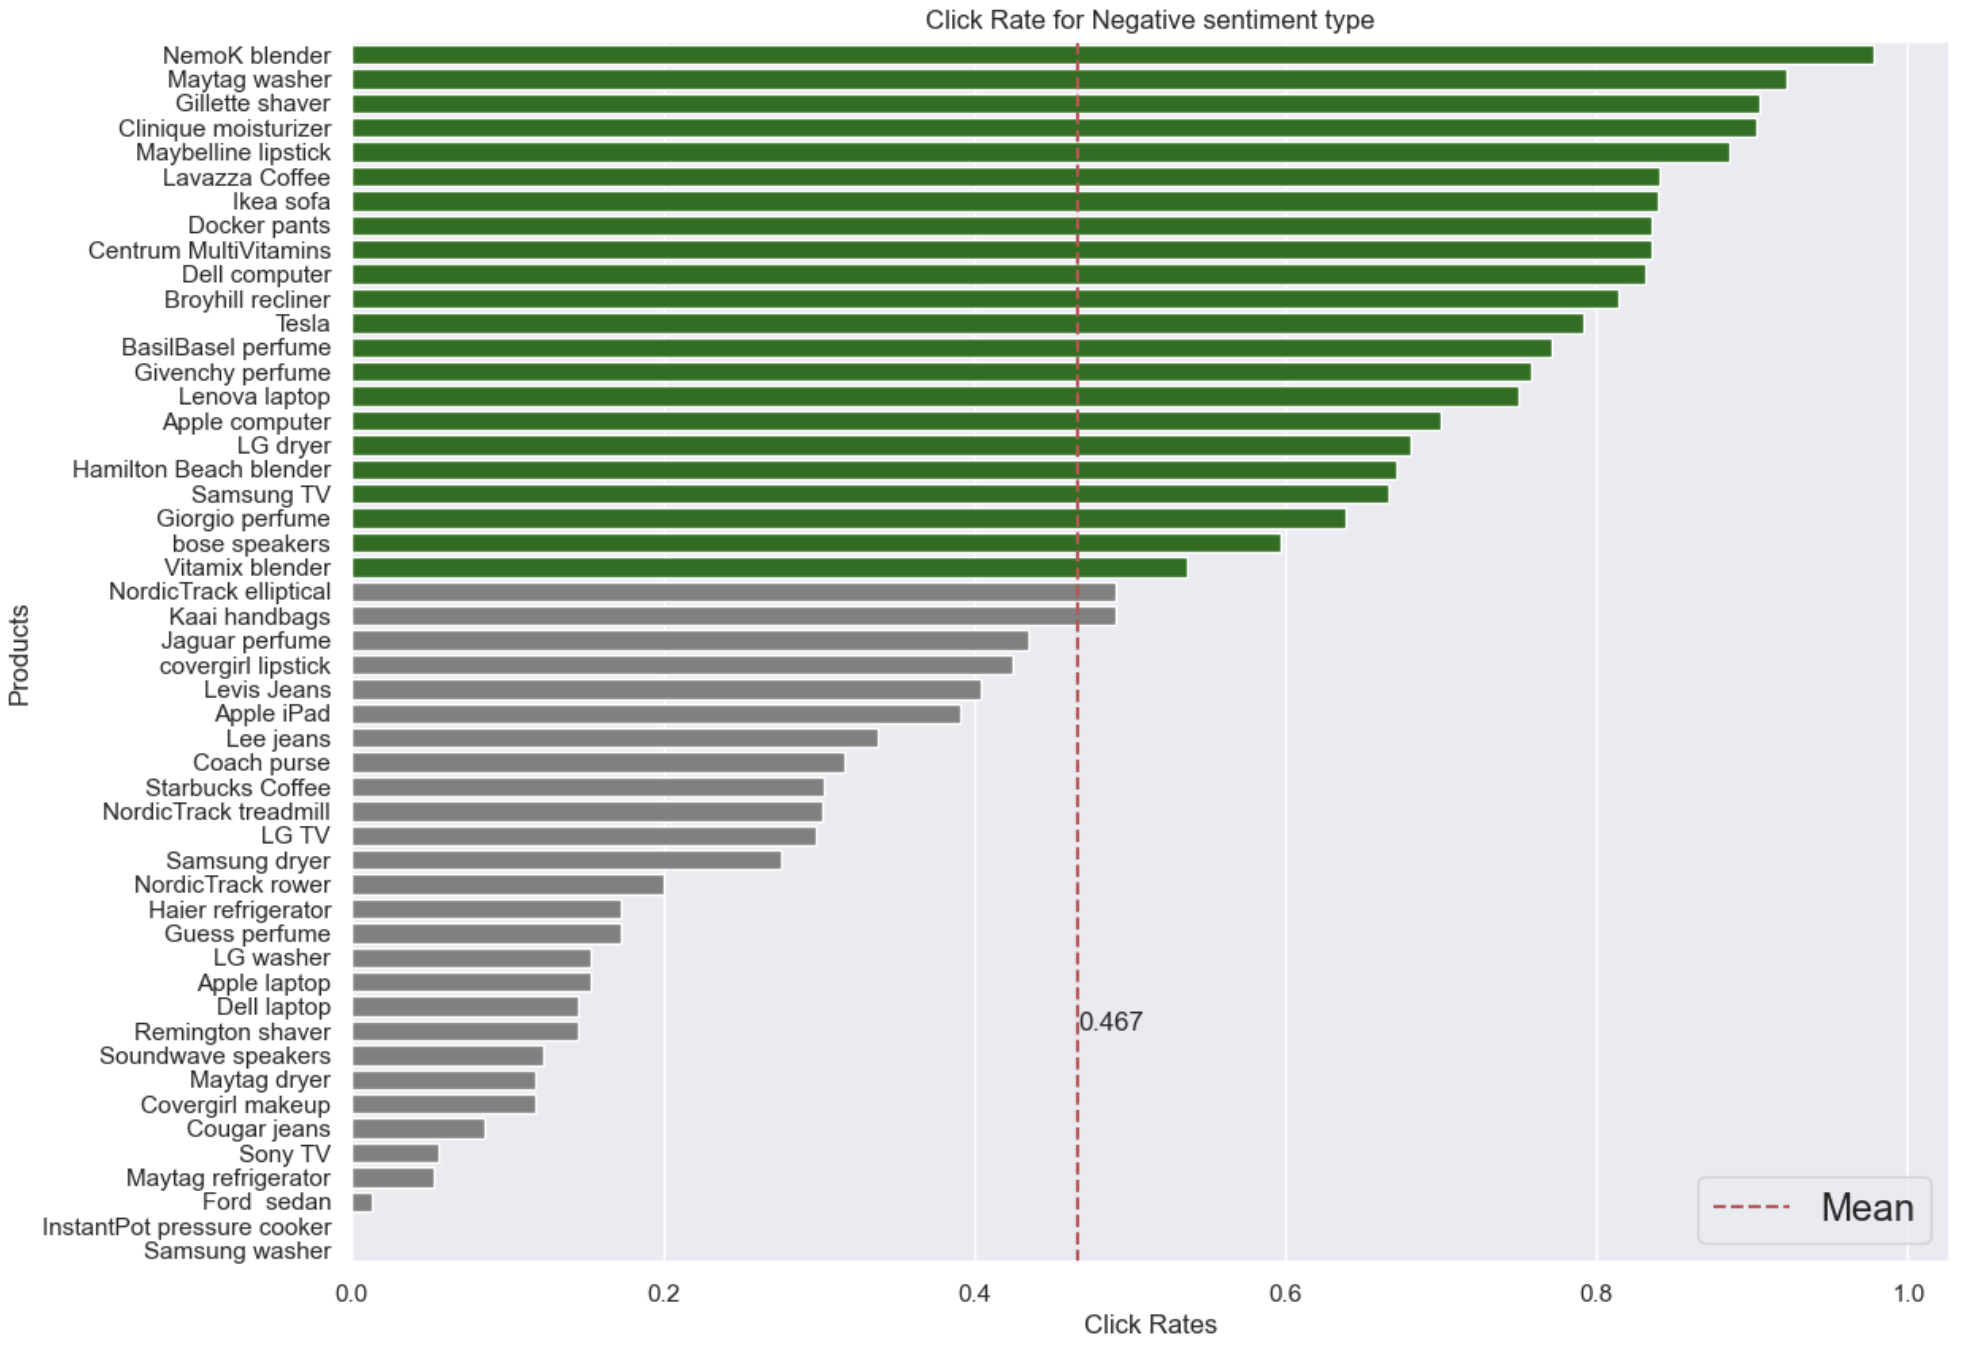 Click Rate for Negative sentiment type
NemoK blender
Maytag washer
Gillette shaver
Clinique moisturizer
Maybelline lipstick
Lavazza Coffee
Ikea sofa
Docker pants
Centrum MultiVitamins
Dell computer
Broyhill recliner
Tesla
BasilBasel perfume
Givenchy perfume
Lenova laptop
Apple computer
LG dryer
Hamilton Beach blender
Samsung TV
Giorgio perfume
bose speakers
Vitamix blender
NordicTrack elliptical
Kaai handbags
Jaguar perfume
covergirl lipstick
Levis Jeans
Apple iPad
Lee jeans
Coach purse
Starbucks Coffee
NordicTrack treadmill
LG TV
Samsung dryer
NordicTrack rower
Haier refrigerator
Guess perfume
LG washer
Apple laptop
Dell laptop
Remington shaver
Soundwave speakers
Maytag dryer
Covergirl makeup
Cougar jeans
Sony TV
Maytag refrigerator
Ford  sedan
InstantPot pressure cooker
Samsung washer
Products
0.467
Mean
0.0 0.2 0.4 0.6 0.8 1.0
Click Rates